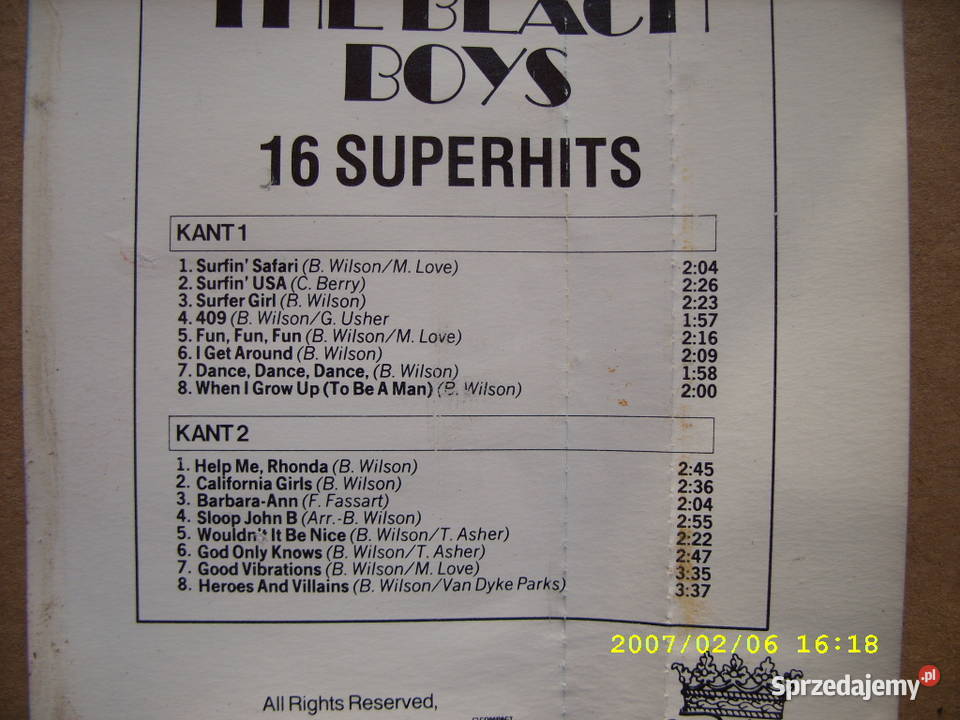 THE BEACH
BOYS
16 SUPERHITS
KANT 1
1. Surfin' Safari (B. Wilson/M. Love) 2:04
2. Surfin' USA (C. Berry) 2:26
3. Surfer Girl (B. Wilson) 2:23
4. 409 (B. Wilson/G. Usher 1:57
5. Fun, Fun, Fun (B. Wilson/M. Love) 2:16
6. I Get Around (B. Wilson) 2:09
7. Dance, Dance, Dance, (B. Wilson) 1:58
8. When I Grow Up (To Be A Man) (B. Wilson) 2:00
KANT 2
1. Help Me, Rhonda (B. Wilson) 2:45
2. California Girls (B. Wilson) 2:36
3. Barbara-Ann (F. Fassart) 2:04
4. Sloop John B (Arr.-B. Wilson) 2:55
5. Wouldn't It Be Nice (B. Wilson/T. Asher) 2:22
6. God Only Knows (B. Wilson/T. Asher) 2:47
7. Good Vibrations (B. Wilson/M. Love) 3:35
8. Heroes And Villains (B. Wilson/Van Dyke Parks) 3:37
2007/02/06 16:18
All Rights Reserved,
Sprzedajemy.pl